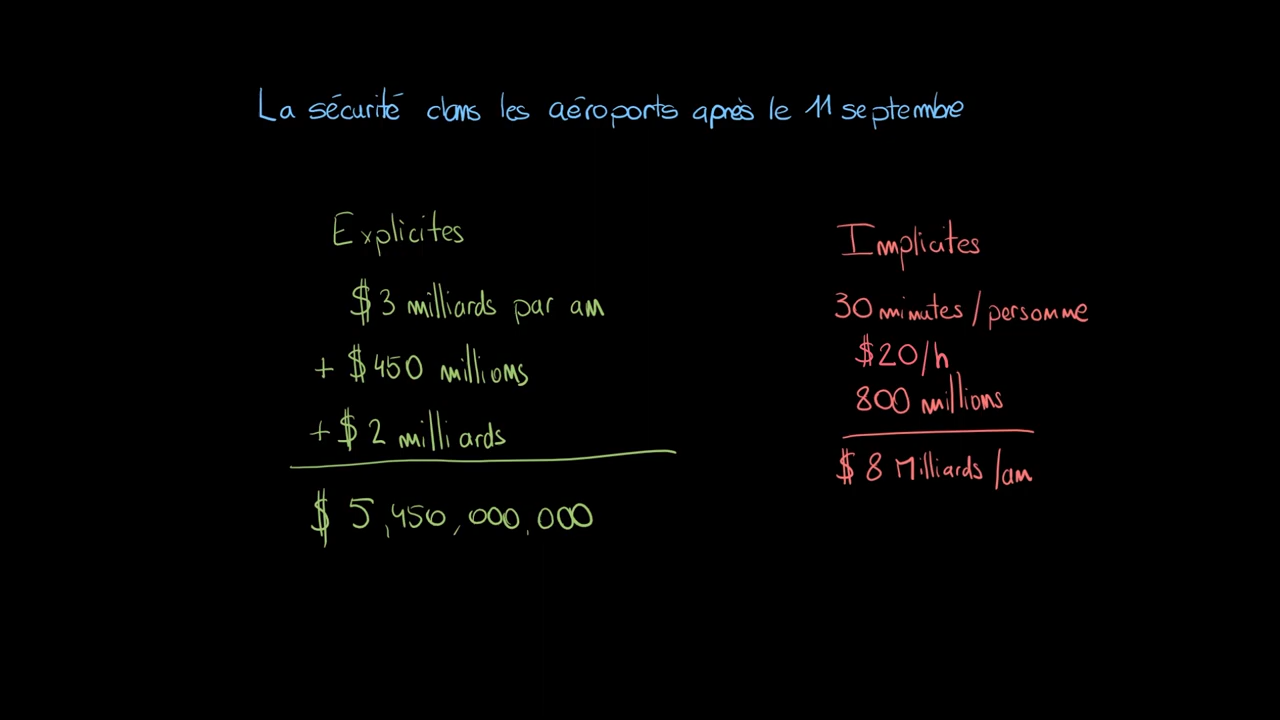 La sécurité dans les aéroports après le 11 septembre
Explicites
$ 3 milliards par an
+ $ 450 millions
+ $ 2 milliards
$ 5,450,000,000
Implicites
30 minutes / personne
$20/h
800 millions
$ 8 Milliards /an